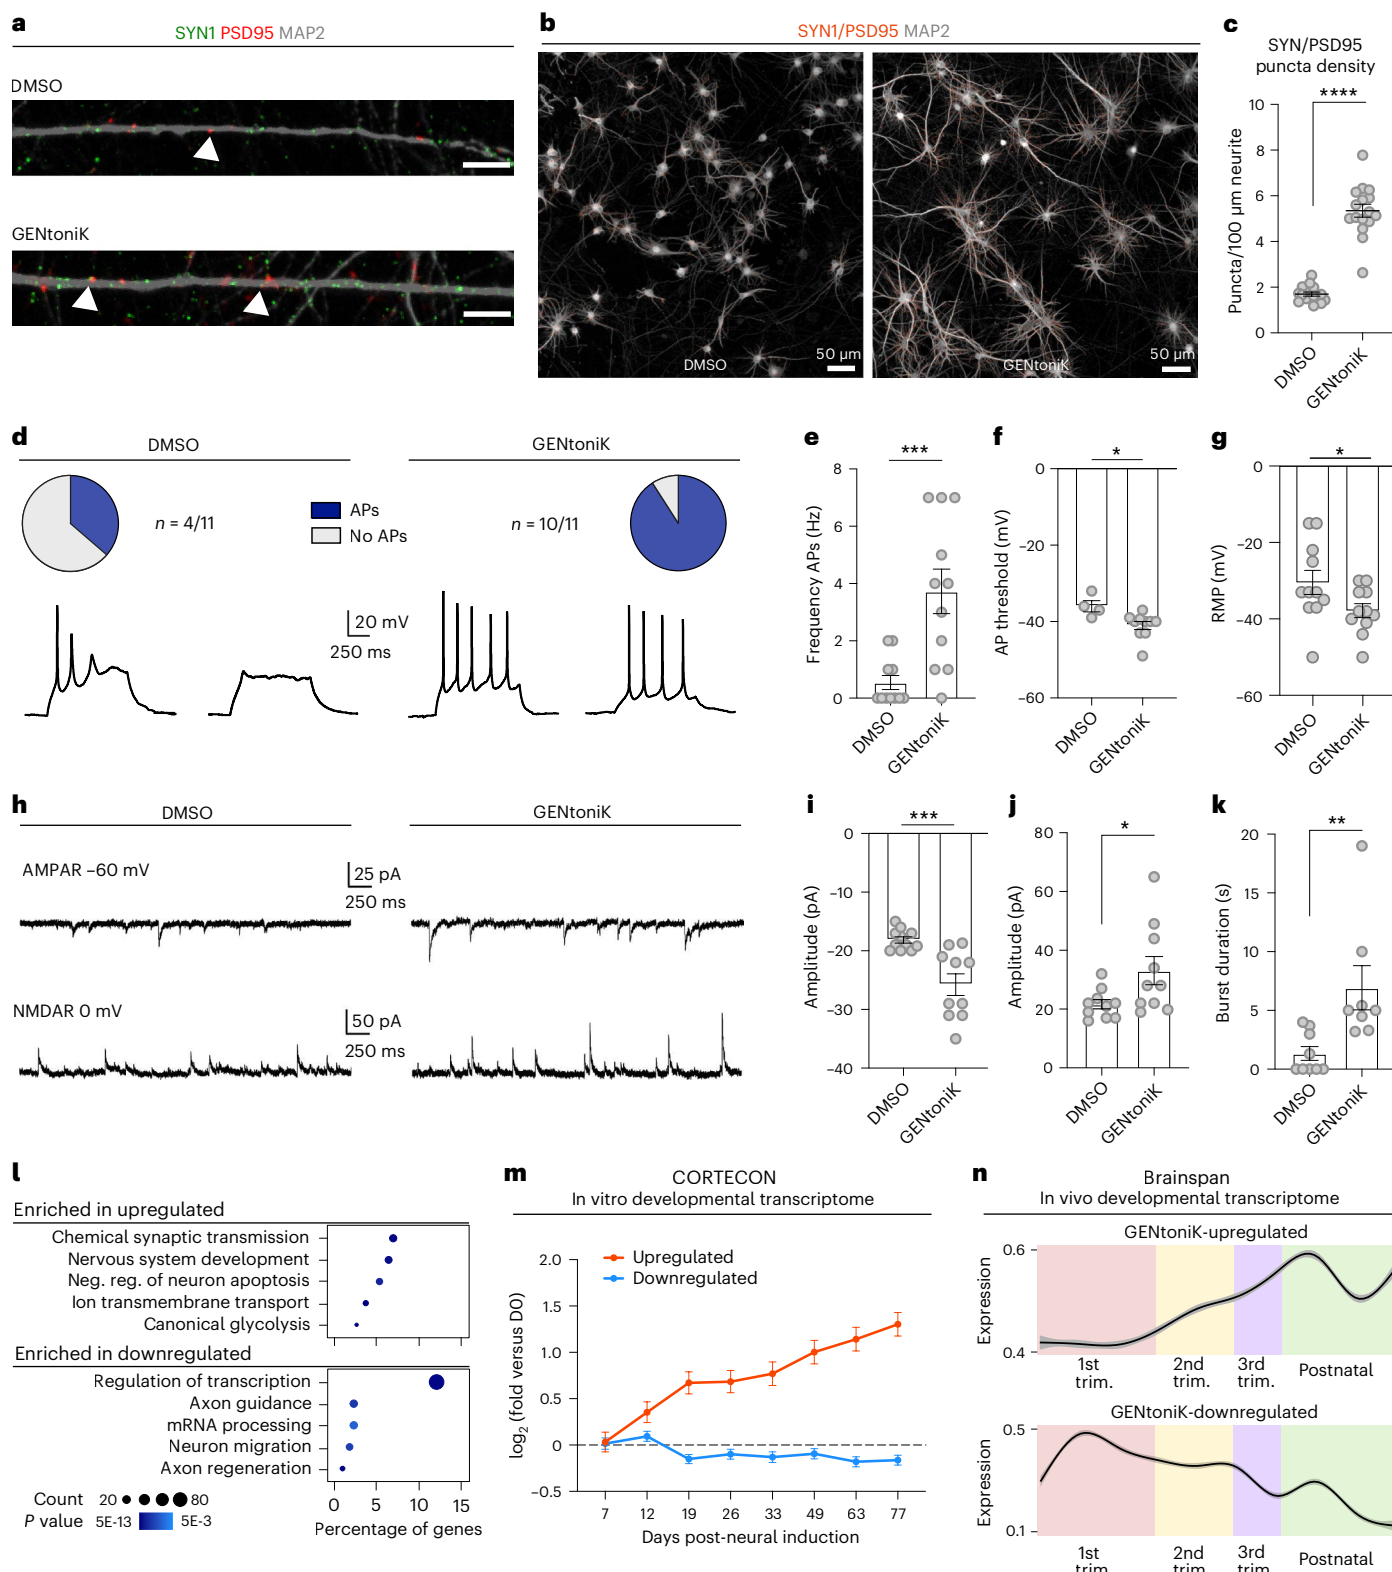 a
SYN1 PSD95 MAP2
DMSO
GENtoniK
b
SYN1/PSD95 MAP2
DMSO
50 µm
GENtoniK
50 µm
c
SYN/PSD95
puncta density
****
Puncta/100 µm neurite
10
8
6
4
2
0
DMSO
GENtoniK
d
DMSO
GENtoniK
n = 4/11
APs
No APs
n = 10/11
20 mV
250 ms
e
***
Frequency APs (Hz)
8
6
4
2
0
DMSO
GENtoniK
f
*
AP threshold (mV)
0
−20
−40
−60
DMSO
GENtoniK
g
*
RMP (mV)
0
−20
−40
−60
DMSO
GENtoniK
h
DMSO
GENtoniK
AMPAR −60 mV
25 pA
250 ms
NMDAR 0 mV
50 pA
250 ms
i
***
Amplitude (pA)
0
−10
−20
−30
−40
DMSO
GENtoniK
j
*
Amplitude (pA)
80
60
40
20
0
DMSO
GENtoniK
k
**
Burst duration (s)
20
15
10
5
0
DMSO
GENtoniK
l
Enriched in upregulated
Chemical synaptic transmission
Nervous system development
Neg. reg. of neuron apoptosis
Ion transmembrane transport
Canonical glycolysis
Enriched in downregulated
Regulation of transcription
Axon guidance
mRNA processing
Neuron migration
Axon regeneration
0 5 10 15
Percentage of genes
Count 20 80
P value 5E-13 5E-3
m
CORTECON
In vitro developmental transcriptome
Upregulated
Downregulated
log2 (fold versus D0)
2.0
1.5
1.0
0.5
0
−0.5
7 12 19 26 33 49 63 77
Days post-neural induction
n
Brainspan
In vivo developmental transcriptome
GENtoniK-upregulated
Expression
0.6
0.4
1st
trim.
2nd
trim.
3rd
trim.
Postnatal
GENtoniK-downregulated
Expression
0.5
0.1
1st
trim.
2nd
trim.
3rd
trim.
Postnatal